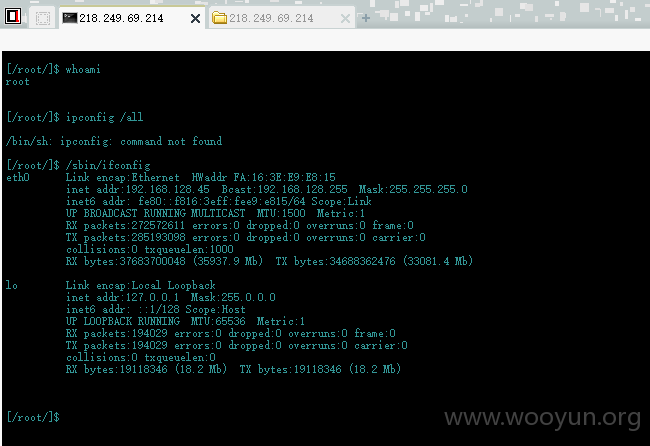 218.249.69.214
218.249.69.214
[/root/]$ whoami
root
[/root/]$ ipconfig /all
/bin/sh: ipconfig: command not found
[/root/]$ /sbin/ifconfig
eth0 Link encap:Ethernet HWaddr FA:16:3E:E9:E8:15
inet addr:192.168.128.45 Bcast:192.168.128.255 Mask:255.255.255.0
inet6 addr: fe80::f816:3eff:fee9:e815/64 Scope:Link
UP BROADCAST RUNNING MULTICAST MTU:1500 Metric:1
RX packets:272572611 errors:0 dropped:0 overruns:0 frame:0
TX packets:285193098 errors:0 dropped:0 overruns:0 carrier:0
collisions:0 txqueuelen:1000
RX bytes:37683700048 (35937.9 Mb) TX bytes:34688362476 (33081.4 Mb)
lo Link encap:Local Loopback
inet addr:127.0.0.1 Mask:255.0.0.0
inet6 addr: ::1/128 Scope:Host
UP LOOPBACK RUNNING MTU:65536 Metric:1
RX packets:194029 errors:0 dropped:0 overruns:0 frame:0
TX packets:194029 errors:0 dropped:0 overruns:0 carrier:0
collisions:0 txqueuelen:0
RX bytes:19118346 (18.2 Mb) TX bytes:19118346 (18.2 Mb)
[/root/]$
www.wooyun.org